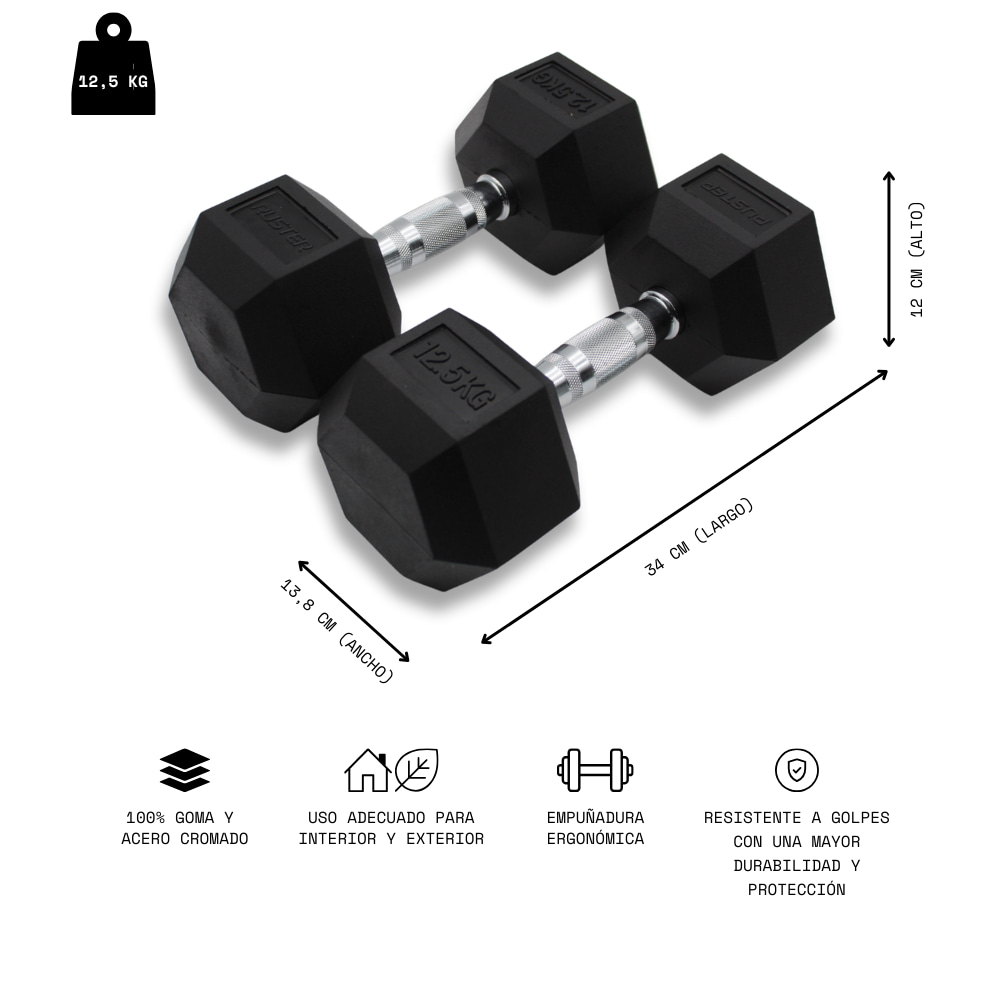 12,5 KG
12.5KG
RUSTER
RUSTER
12.5KG
12 CM (ALTO)
34 CM (LARGO)
13,8 CM (ANCHO)
100% GOMA Y
ACERO CROMADO
USO ADECUADO PARA
INTERIOR Y EXTERIOR
EMPUÑADURA
ERGONÓMICA
RESISTENTE A GOLPES
CON UNA MAYOR
DURABILIDAD Y
PROTECCIÓN